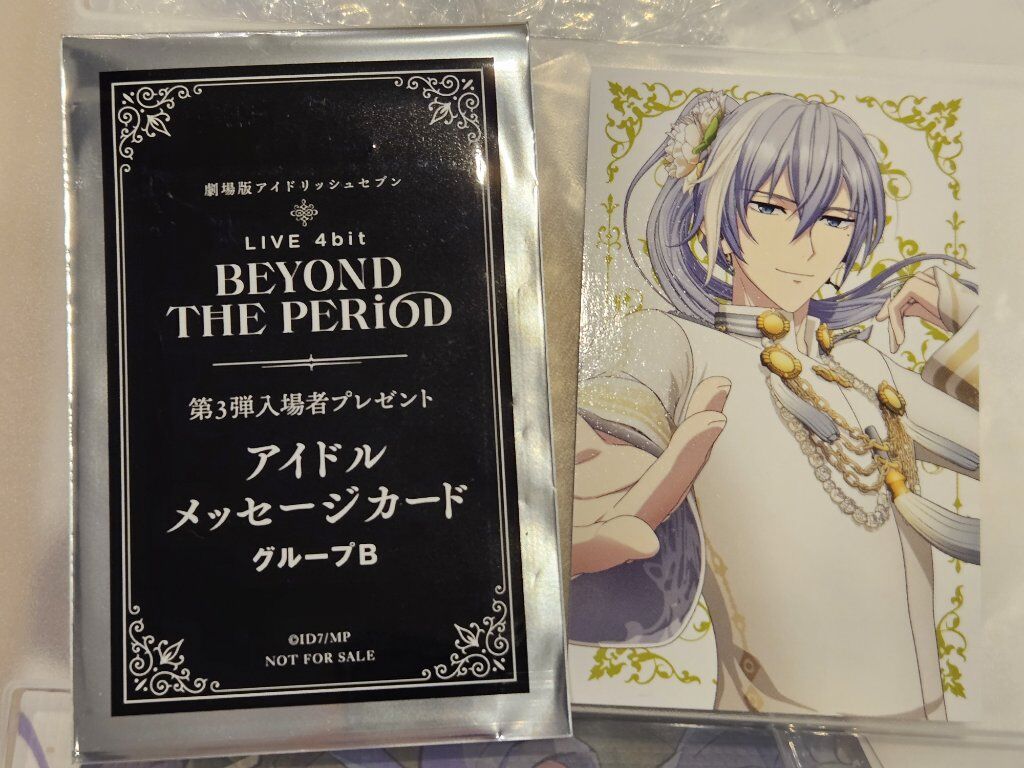 劇場版アイドリッシュセブン
LIVE 4bit
BEYOND
THE PERiOD
第3弾入場者プレゼント
アイドル
メッセージカード
グループB
©ID7/MP
NOT FOR SALE